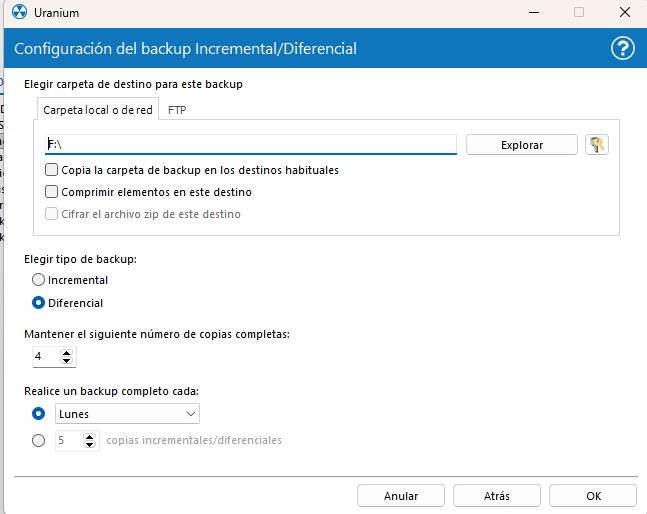 Uranium
Configuración del backup Incremental/Diferencial
?
Elegir carpeta de destino para este backup
Carpeta local o de red
FTP
F:\
Explorar
Copia la carpeta de backup en los destinos habituales
Comprimir elementos en este destino
Cifrar el archivo zip de este destino
Elegir tipo de backup:
Incremental
Diferencial
Mantener el siguiente número de copias completas:
4
Realice un backup completo cada:
Lunes
5 copias incrementales/diferenciales
Anular
Atrás
OK